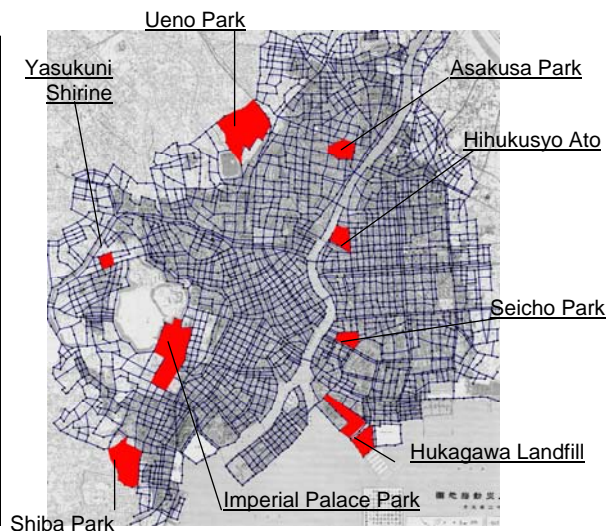 Ueno Park
Yasukuni
Shirine
Asakusa Park
Hihukusyo Ato
Seicho Park
Hukagawa Landfill
Imperial Palace Park
Shiba Park